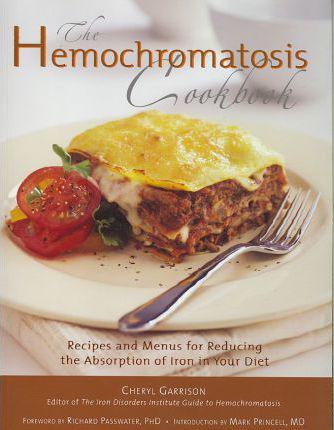 The
Hemochromatosis
Cookbook
Recipes and Menus for Reducing
the Absorption of Iron in Your Diet
Cheryl Garrison
Editor of The Iron Disorders Institute Guide to Hemochromatosis
Foreword by Richard Passwater, PhD • Introduction by Mark Princell, MD